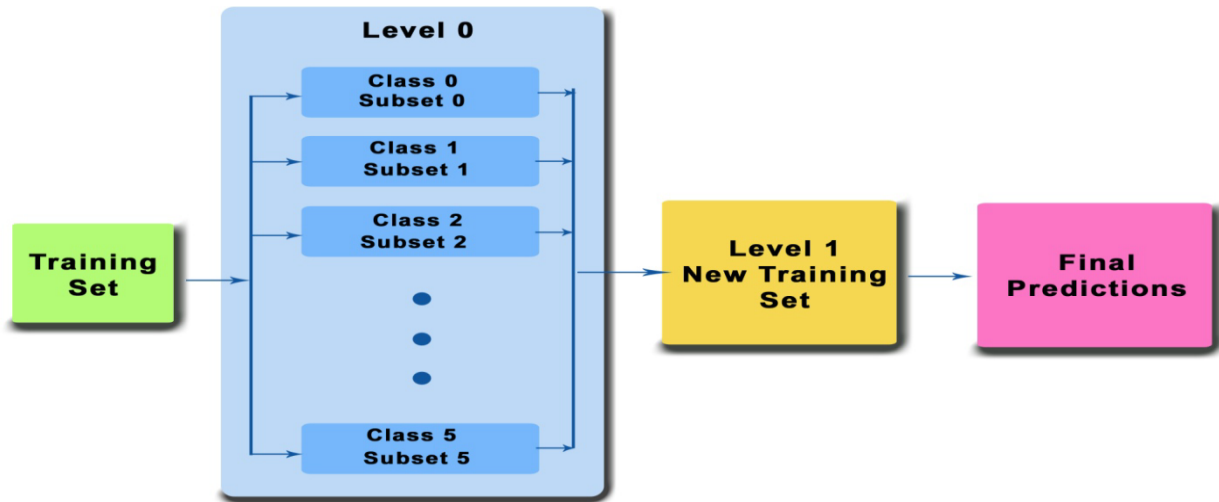 Level 0
Class 0
Subset 0
Class 1
Subset 1
Class 2
Subset 2
Class 5
Subset 5
Training
Set
Level 1
New Training
Set
Final
Predictions